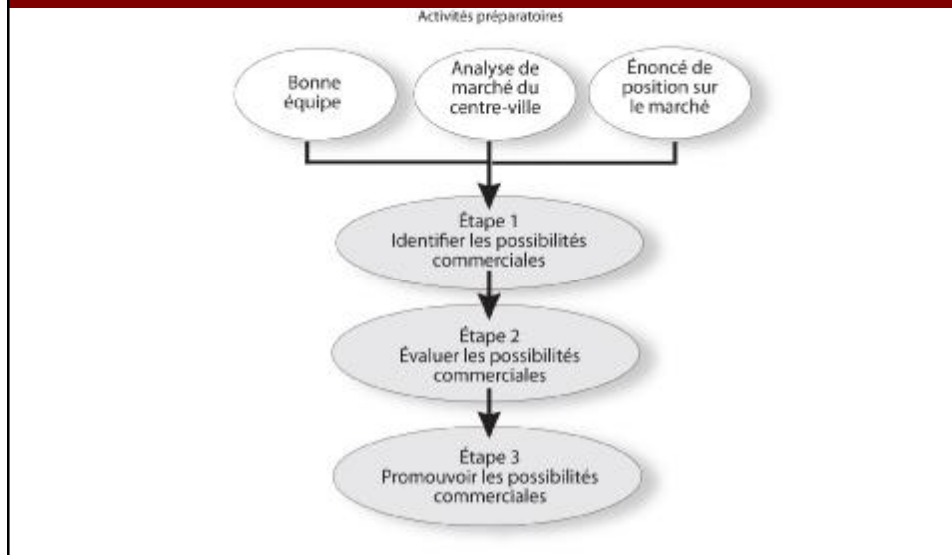 Activités préparatoires
Bonne
équipe
Analyse de
marché du
centre-ville
Énoncé de
position sur
le marché
Étape 1
Identifier les possibilités
commerciales
Étape 2
Évaluer les possibilités
commerciales
Étape 3
Promouvoir les possibilités
commerciales